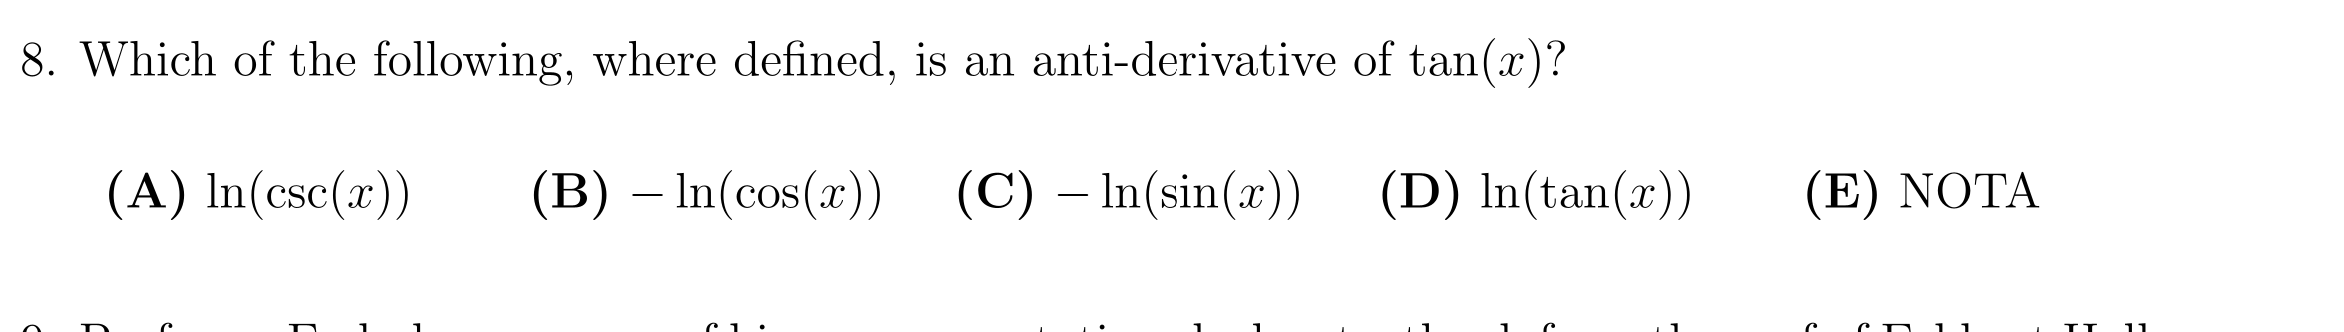 8. Which of the following, where defined, is an anti-derivative of tan(x)?
(A) ln(csc(x)) (B) − ln(cos(x)) (C) − ln(sin(x)) (D) ln(tan(x)) (E) NOTA